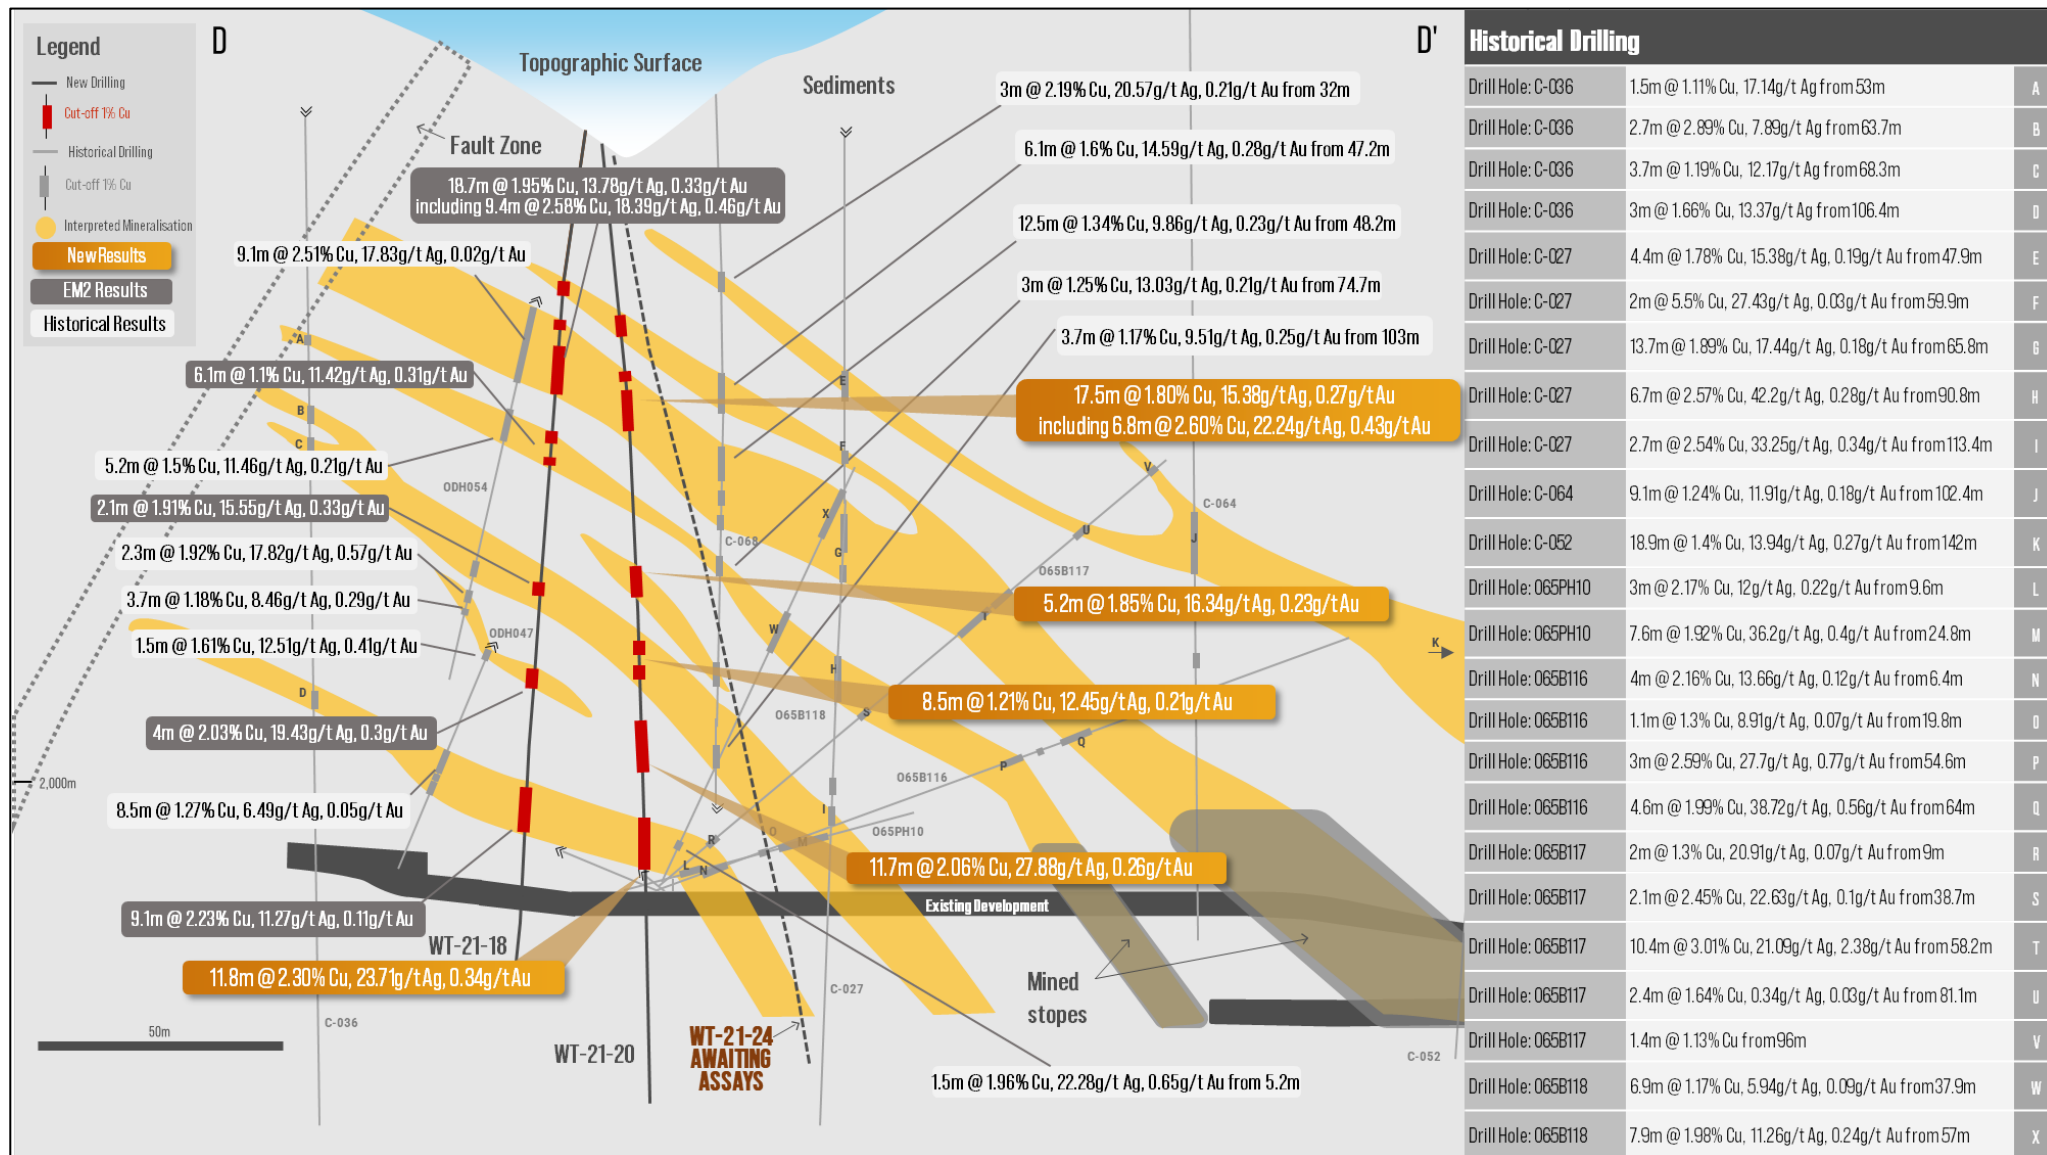 Legend
New Drilling
Cut-off 1% Cu
Historical Drilling
Cut-off 1% Cu
Interpreted Mineralisation
New Results
EM2 Results
Historical Results
D
D'
Topographic Surface
Sediments
Fault Zone
18.7m @ 1.95% Cu, 13.78g/t Ag, 0.33g/t Au
including 9.4m @ 2.58% Cu, 18.39g/t Ag, 0.46g/t Au
9.1m @ 2.51% Cu, 17.83g/t Ag, 0.02g/t Au
6.1m @ 1.1% Cu, 11.42g/t Ag, 0.31g/t Au
5.2m @ 1.5% Cu, 11.46g/t Ag, 0.21g/t Au
2.1m @ 1.91% Cu, 15.55g/t Ag, 0.33g/t Au
2.3m @ 1.92% Cu, 17.82g/t Ag, 0.57g/t Au
3.7m @ 1.18% Cu, 8.46g/t Ag, 0.29g/t Au
1.5m @ 1.61% Cu, 12.51g/t Ag, 0.41g/t Au
4m @ 2.03% Cu, 19.43g/t Ag, 0.3g/t Au
8.5m @ 1.27% Cu, 6.49g/t Ag, 0.05g/t Au
9.1m @ 2.23% Cu, 11.27g/t Ag, 0.11g/t Au
11.8m @ 2.30% Cu, 23.71g/t Ag, 0.34g/t Au
3m @ 2.19% Cu, 20.57g/t Ag, 0.21g/t Au from 32m
6.1m @ 1.6% Cu, 14.59g/t Ag, 0.28g/t Au from 47.2m
12.5m @ 1.34% Cu, 9.86g/t Ag, 0.23g/t Au from 48.2m
3m @ 1.25% Cu, 13.03g/t Ag, 0.21g/t Au from 74.7m
3.7m @ 1.17% Cu, 9.51g/t Ag, 0.25g/t Au from 103m
17.5m @ 1.80% Cu, 15.38g/t Ag, 0.27g/t Au
including 6.8m @ 2.60% Cu, 22.24g/t Ag, 0.43g/t Au
5.2m @ 1.85% Cu, 16.34g/t Ag, 0.23g/t Au
8.5m @ 1.21% Cu, 12.45g/t Ag, 0.21g/t Au
11.7m @ 2.06% Cu, 27.88g/t Ag, 0.26g/t Au
1.5m @ 1.96% Cu, 22.28g/t Ag, 0.65g/t Au from 5.2m
A
B
C
D
E
F
X
G
W
H
S
I
R
L
N
O
M
P
Q
T
U
V
J
K
ODH054
ODH047
C-068
C-064
O65B117
O65B118
O65B116
O65PH10
C-027
C-036
C-052
2,000m
50m
Existing Development
Mined
stopes
WT-21-18
WT-21-20
WT-21-24
AWAITING
ASSAYS
Historical Drilling
Drill Hole: C-036 1.5m @ 1.11% Cu, 17.14g/t Ag from 53m A
Drill Hole: C-036 2.7m @ 2.89% Cu, 7.89g/t Ag from 63.7m B
Drill Hole: C-036 3.7m @ 1.19% Cu, 12.17g/t Ag from 68.3m C
Drill Hole: C-036 3m @ 1.66% Cu, 13.37g/t Ag from 106.4m D
Drill Hole: C-027 4.4m @ 1.78% Cu, 15.38g/t Ag, 0.19g/t Au from 47.9m E
Drill Hole: C-027 2m @ 5.5% Cu, 27.43g/t Ag, 0.03g/t Au from 59.9m F
Drill Hole: C-027 13.7m @ 1.89% Cu, 17.44g/t Ag, 0.18g/t Au from 65.8m G
Drill Hole: C-027 6.7m @ 2.57% Cu, 42.2g/t Ag, 0.28g/t Au from 90.8m H
Drill Hole: C-027 2.7m @ 2.54% Cu, 33.25g/t Ag, 0.34g/t Au from 113.4m I
Drill Hole: C-064 9.1m @ 1.24% Cu, 11.91g/t Ag, 0.18g/t Au from 102.4m J
Drill Hole: C-052 18.9m @ 1.4% Cu, 13.94g/t Ag, 0.27g/t Au from 142m K
Drill Hole: O65PH10 3m @ 2.17% Cu, 12g/t Ag, 0.22g/t Au from 9.6m L
Drill Hole: O65PH10 7.6m @ 1.92% Cu, 36.2g/t Ag, 0.4g/t Au from 24.8m M
Drill Hole: O65B116 4m @ 2.16% Cu, 13.66g/t Ag, 0.12g/t Au from 6.4m N
Drill Hole: O65B116 1.1m @ 1.3% Cu, 8.91g/t Ag, 0.07g/t Au from 19.8m O
Drill Hole: O65B116 3m @ 2.59% Cu, 27.7g/t Ag, 0.77g/t Au from 54.6m P
Drill Hole: O65B116 4.6m @ 1.99% Cu, 38.72g/t Ag, 0.56g/t Au from 64m Q
Drill Hole: O65B117 2m @ 1.3% Cu, 20.91g/t Ag, 0.07g/t Au from 9m R
Drill Hole: O65B117 2.1m @ 2.45% Cu, 22.63g/t Ag, 0.1g/t Au from 38.7m S
Drill Hole: O65B117 10.4m @ 3.01% Cu, 21.09g/t Ag, 2.38g/t Au from 58.2m T
Drill Hole: O65B117 2.4m @ 1.64% Cu, 0.34g/t Ag, 0.03g/t Au from 81.1m U
Drill Hole: O65B117 1.4m @ 1.13% Cu from 96m V
Drill Hole: O65B118 6.9m @ 1.17% Cu, 5.94g/t Ag, 0.09g/t Au from 37.9m W
Drill Hole: O65B118 7.9m @ 1.98% Cu, 11.26g/t Ag, 0.24g/t Au from 57m X